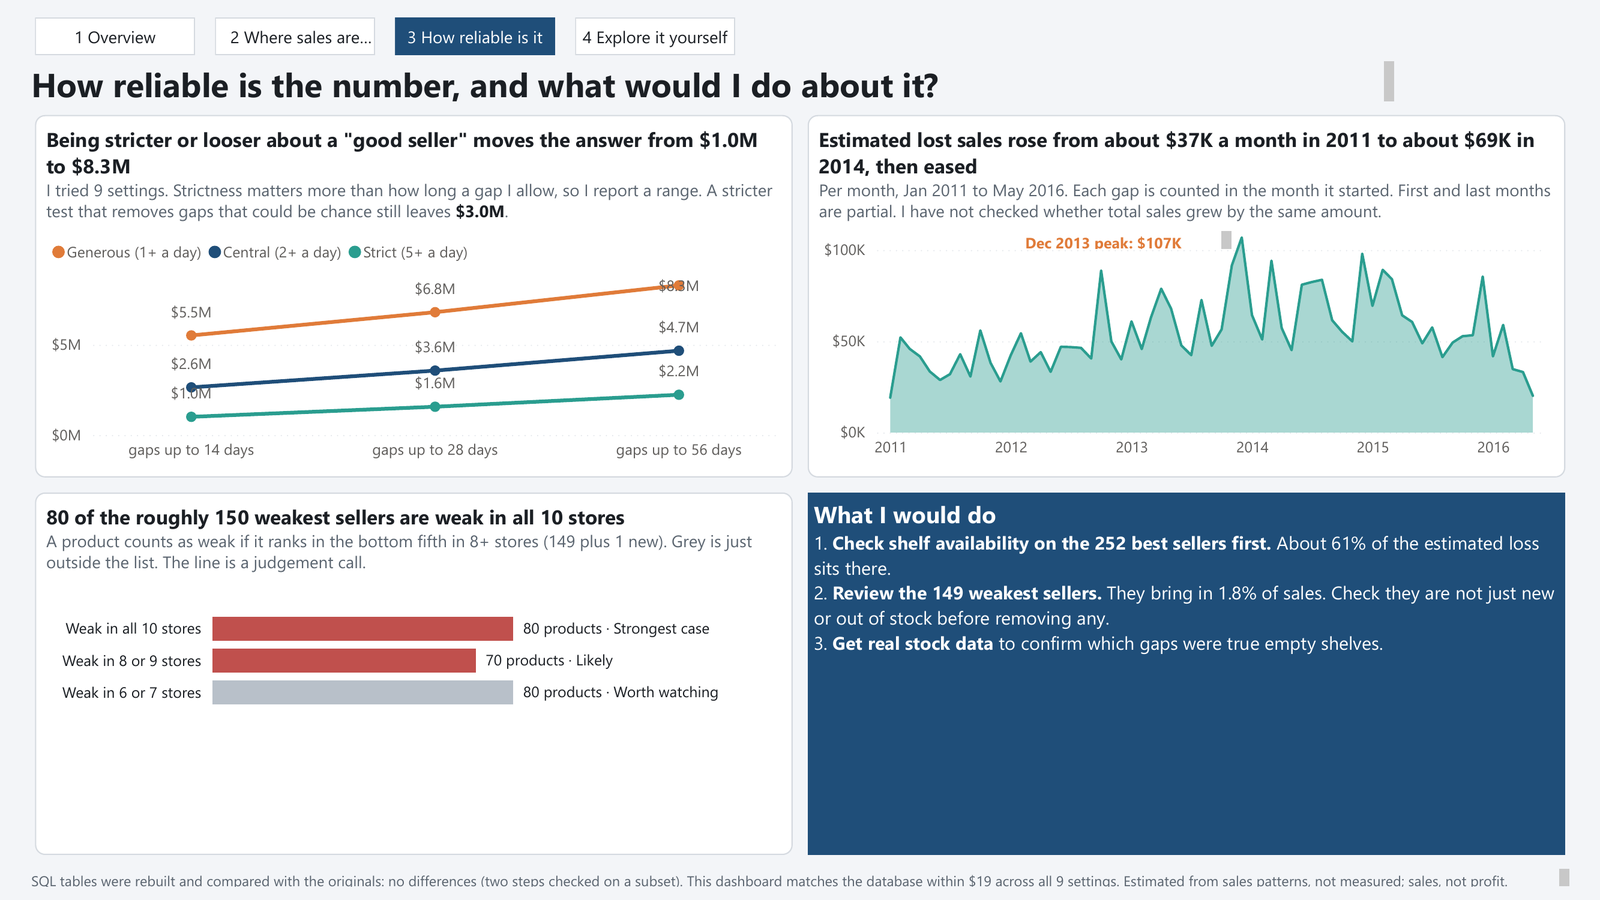 1 Overview
2 Where sales are...
3 How reliable is it
4 Explore it yourself
How reliable is the number, and what would I do about it?
Being stricter or looser about a "good seller" moves the answer from $1.0M
to $8.3M
I tried 9 settings. Strictness matters more than how long a gap I allow, so I report a range. A stricter
test that removes gaps that could be chance still leaves $3.0M.
Generous (1+ a day)
Central (2+ a day)
Strict (5+ a day)
$5M
$0M
$5.5M
$6.8M
$8.3M
$2.6M
$3.6M
$4.7M
$1.0M
$1.6M
$2.2M
gaps up to 14 days
gaps up to 28 days
gaps up to 56 days
Estimated lost sales rose from about $37K a month in 2011 to about $69K in
2014, then eased
Per month, Jan 2011 to May 2016. Each gap is counted in the month it started. First and last months
are partial. I have not checked whether total sales grew by the same amount.
Dec 2013 peak: $107K
$100K
$50K
$0K
2011
2012
2013
2014
2015
2016
80 of the roughly 150 weakest sellers are weak in all 10 stores
A product counts as weak if it ranks in the bottom fifth in 8+ stores (149 plus 1 new). Grey is just
outside the list. The line is a judgement call.
Weak in all 10 stores
80 products · Strongest case
Weak in 8 or 9 stores
70 products · Likely
Weak in 6 or 7 stores
80 products · Worth watching
What I would do
1. Check shelf availability on the 252 best sellers first. About 61% of the estimated loss
sits there.
2. Review the 149 weakest sellers. They bring in 1.8% of sales. Check they are not just new
or out of stock before removing any.
3. Get real stock data to confirm which gaps were true empty shelves.
SQL tables were rebuilt and compared with the originals: no differences (two steps checked on a subset). This dashboard matches the database within $19 across all 9 settings. Estimated from sales patterns, not measured; sales, not profit.